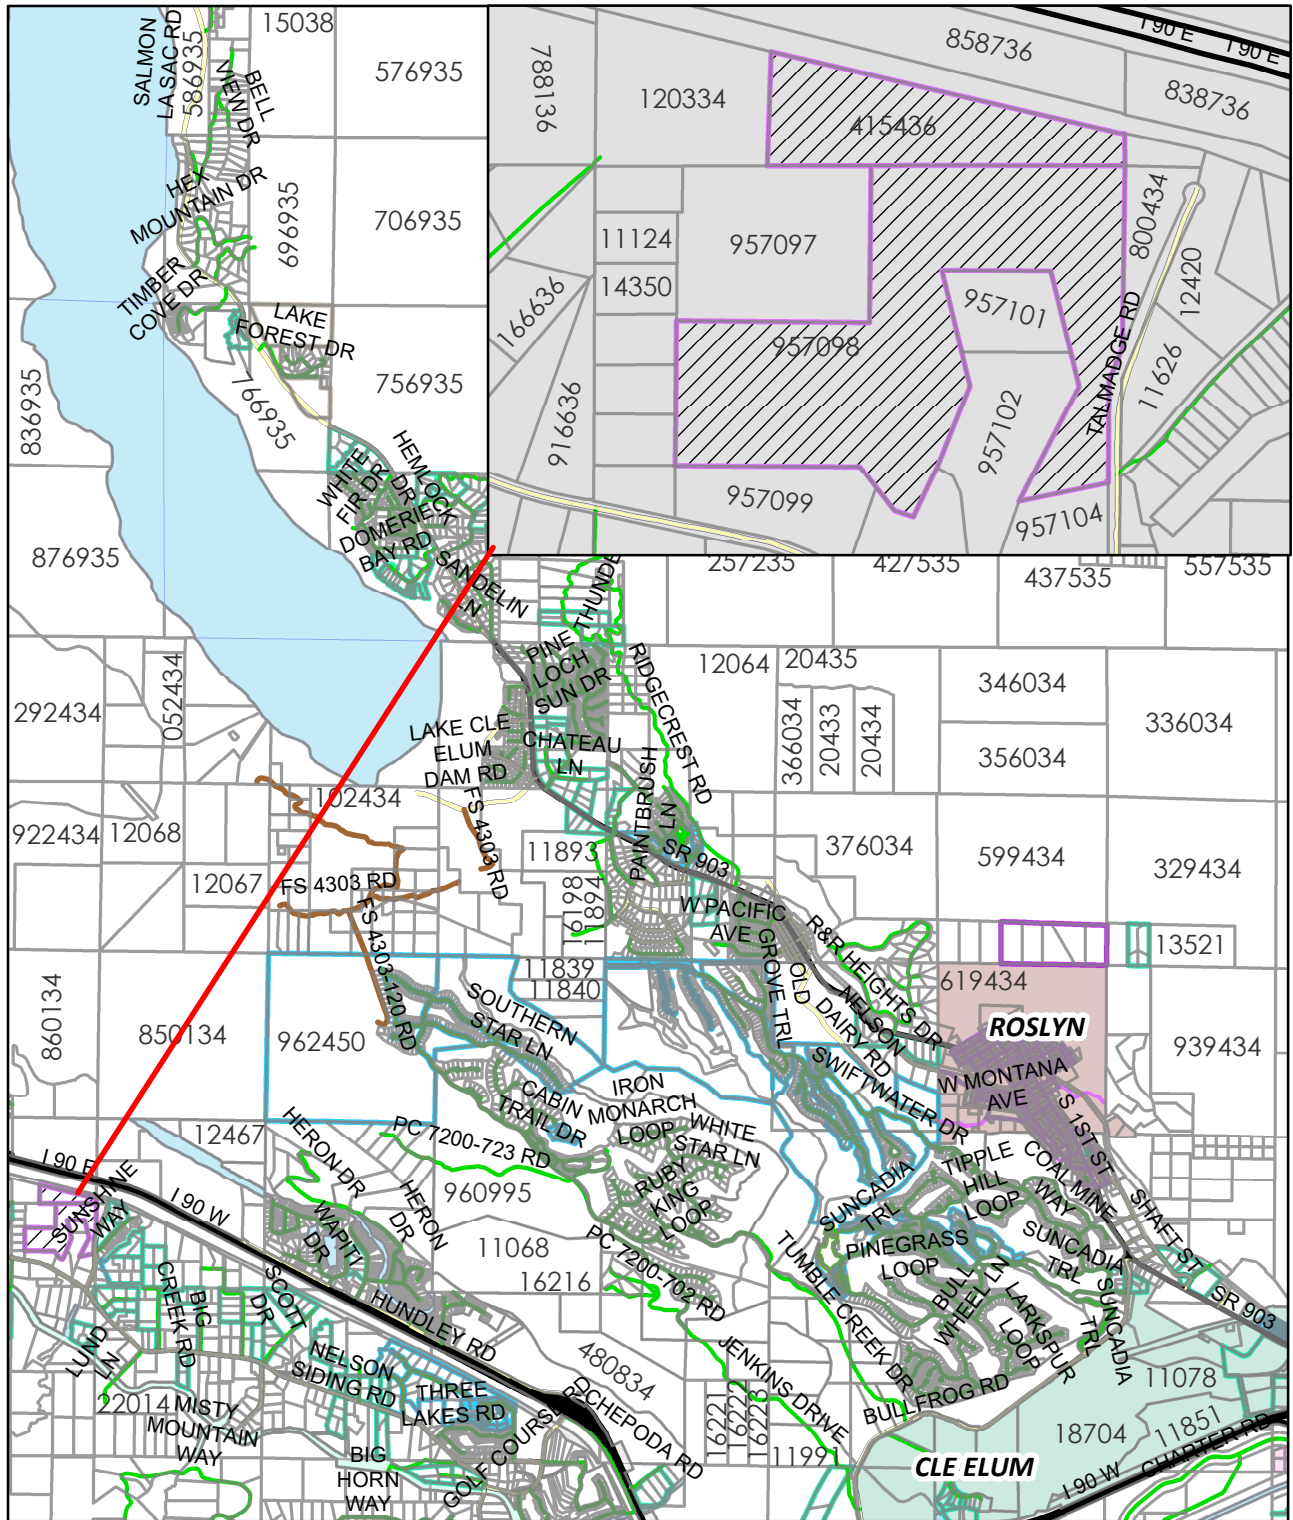 SALMON
LA SAC RD
586935
15038
BELL
VIEW DR
576935
HEX
MOUNTAIN DR
696935
706935
TIMBER
COVE DR
LAKE
FOREST DR
766935
756935
836935
876935
WHITE
FIR DR
HEMLOCK
DR
DOMERIE
BAY RD
SANDELIN
LN
788136
120334
858736
I 90 E
I 90 E
838736
415436
11124
14350
957097
166636
916636
957098
957101
957102
957099
957104
800434
12420
11626
TALMADGE RD
257235
427535
437535
557535
THUNDE
PINE
LOCH
SUN DR
RIDGECREST RD
12064
20435
366034
20433
20434
346034
356034
336034
292434
052434
LAKE CLE
ELUM
DAM RD
CHATEAU
LN
PAINTBRUSH
LN
102434
922434
12068
12067
FS 4303 RD
FS 4303 RD
FS 4303-120 RD
11893
16198
11894
SR 903
376034
599434
329434
W PACIFIC
AVE
GROVE TRL
R&R HEIGHTS DR
OLD DAIRY RD
NELSON
13521
619434
ROSLYN
939434
860134
850134
962450
11839
11840
SOUTHERN
STAR LN
CABIN
TRAIL DR
IRON
MONARCH
LOOP
WHITE
STAR LN
RUBY
KING
LOOP
SWIFTWATER DR
W MONTANA
AVE
S 1ST ST
12467
HERON DR
PC 7200-723 RD
960995
HERON
DR
WAPITI
DR
I 90 E
I 90 W
SUNSHINE
WAY
11068
16216
PC 7200-702 RD
SUNCADIA
TRL
TIPPLE
HILL
LOOP
COAL MINE
WAY
SHAFT ST
SUNCADIA
TRL
PINEGRASS
LOOP
BULL
WHEEL LN
LARKSPUR
LOOP
SUNCADIA
TRL
SR 903
TUMBLE CREEK DR
BIG
CREEK RD
SCOTT
DR
HUNDLEY RD
LUND
LN
NELSON
SIDING RD
THREE
LAKES RD
480834
JENKINS DRIVE
BULLFROG RD
11078
22014
MISTY
MOUNTAIN
WAY
BIG
HORN
WAY
GOLF COURSE RD
CHEPODA RD
16221
16222
16223
11991
18704
11851
CHARTER RD
CLE ELUM
I 90 W